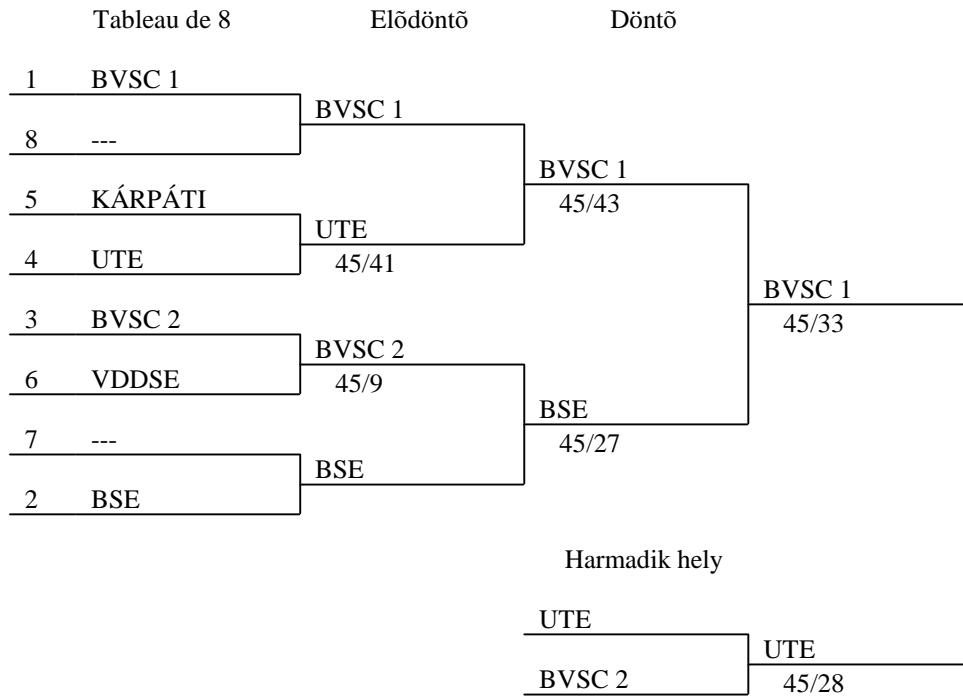 Tableau de 8 Elõdöntõ Döntõ
1 BVSC 1
BVSC 1
8 ---
BVSC 1
5 KÁRPÁTI
45/43
UTE
4 UTE
45/41
BVSC 1
3 BVSC 2
45/33
BVSC 2
6 VDDSE
45/9
BSE
7 ---
45/27
BSE
2 BSE
Harmadik hely
UTE
UTE
BVSC 2
45/28